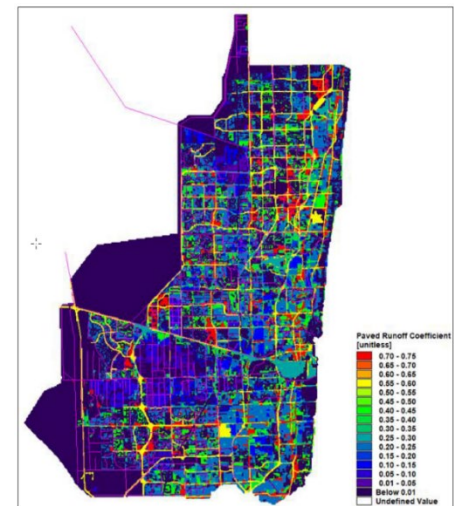 Paved Runoff Coefficient
[unitless]
0.70 - 0.75
0.65 - 0.70
0.60 - 0.65
0.55 - 0.60
0.50 - 0.55
0.45 - 0.50
0.40 - 0.45
0.35 - 0.40
0.30 - 0.35
0.25 - 0.30
0.20 - 0.25
0.15 - 0.20
0.10 - 0.15
0.05 - 0.10
0.01 - 0.05
Below 0.01
Undefined Value